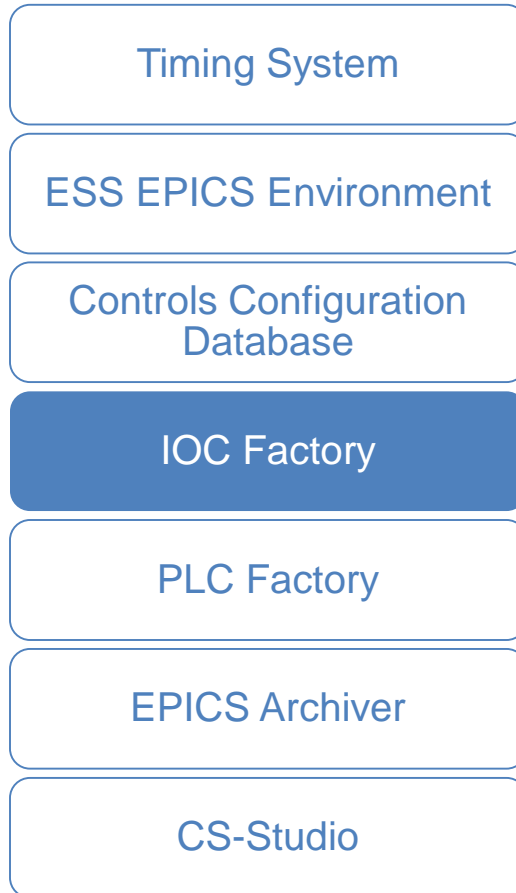 Timing System
ESS EPICS Environment
Controls Configuration
Database
IOC Factory
PLC Factory
EPICS Archiver
CS-Studio